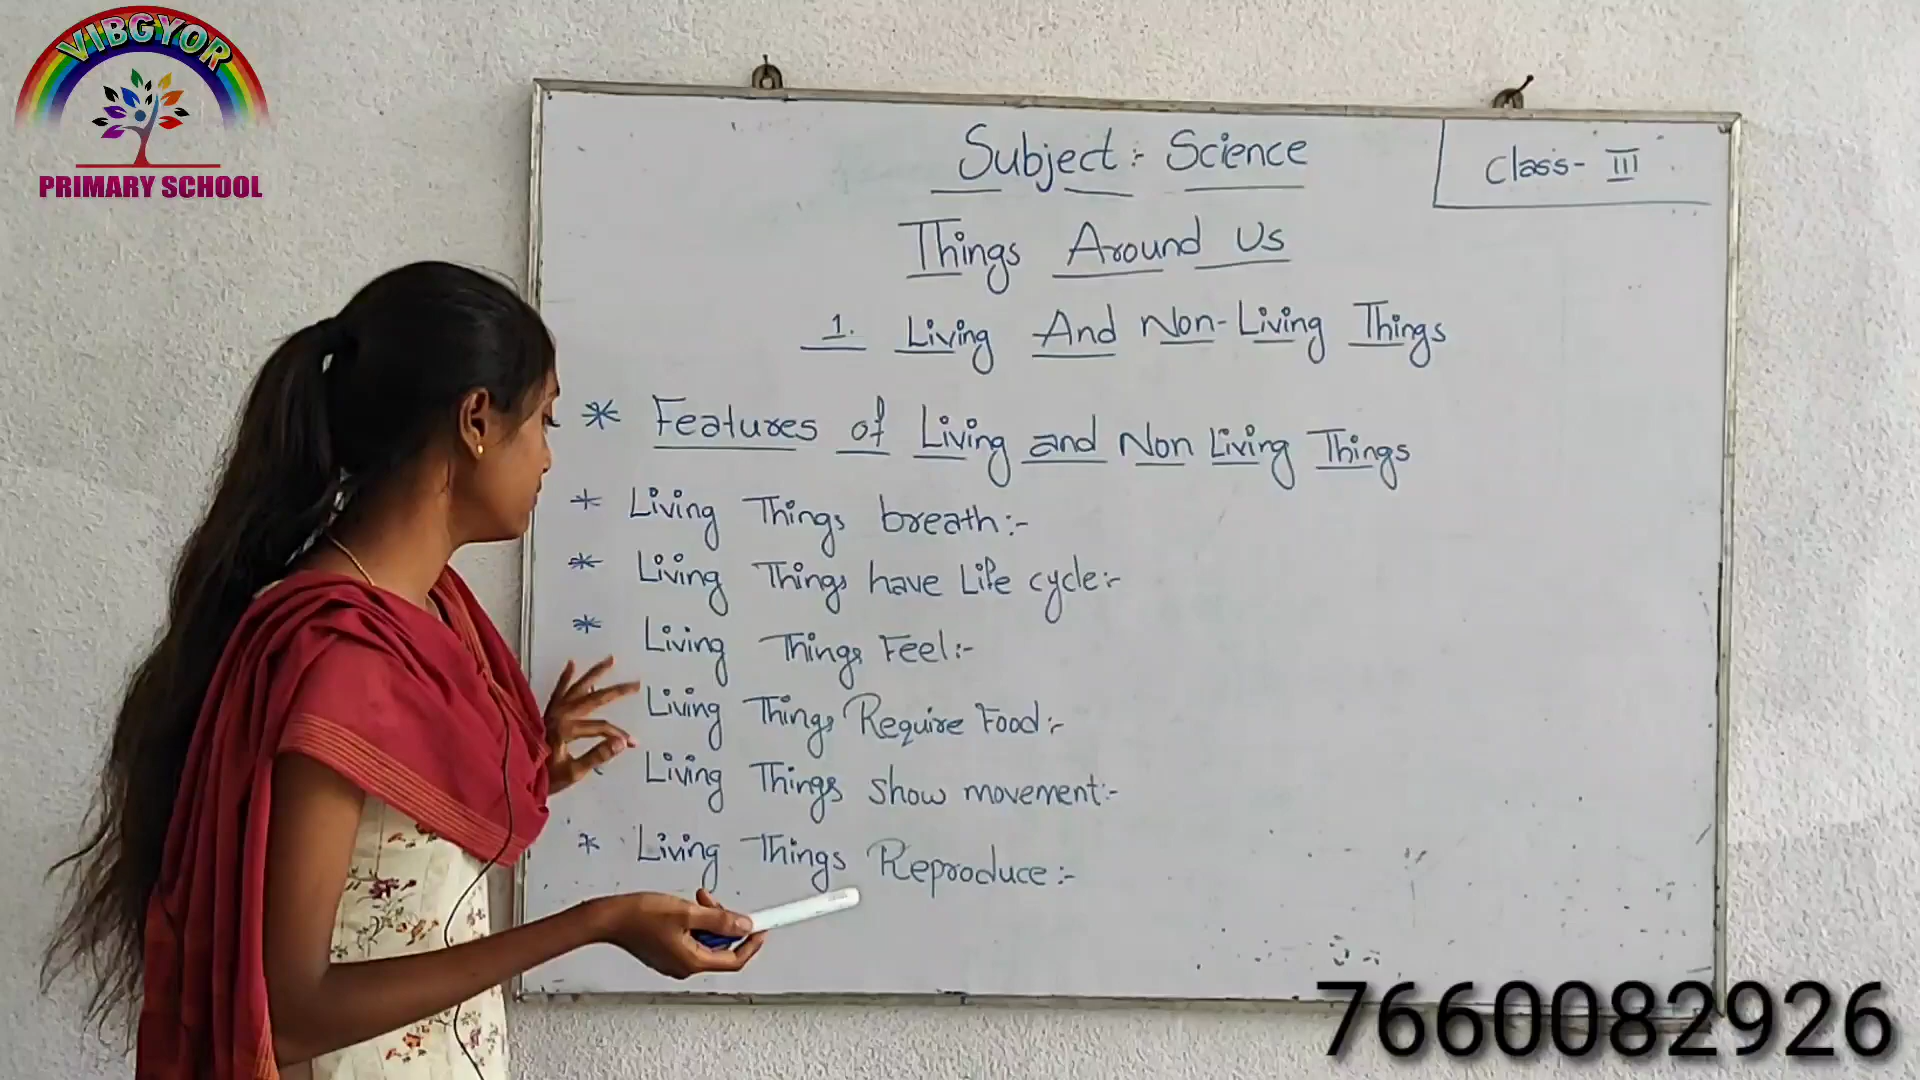 VIBGYOR
PRIMARY SCHOOL
Subject :- Science
Class- III
Things Around Us
1. Living And Non-Living Things
* Features of Living and Non Living Things
* Living Things breath:-
* Living Things have Life cycle:-
* Living Things Feel:-
Living Things Require Food:-
Living Things show movement:-
* Living Things Reproduce:-
7660082926